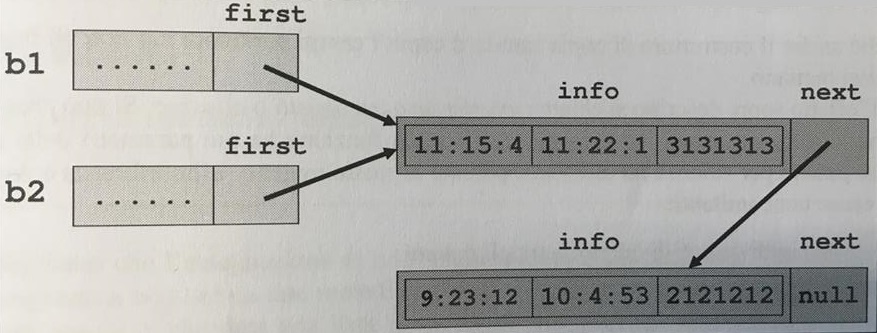 first
b1 ......
info next
11:15:4 11:22:1 3131313
first
b2 ......
info next
9:23:12 10:4:53 2121212 null